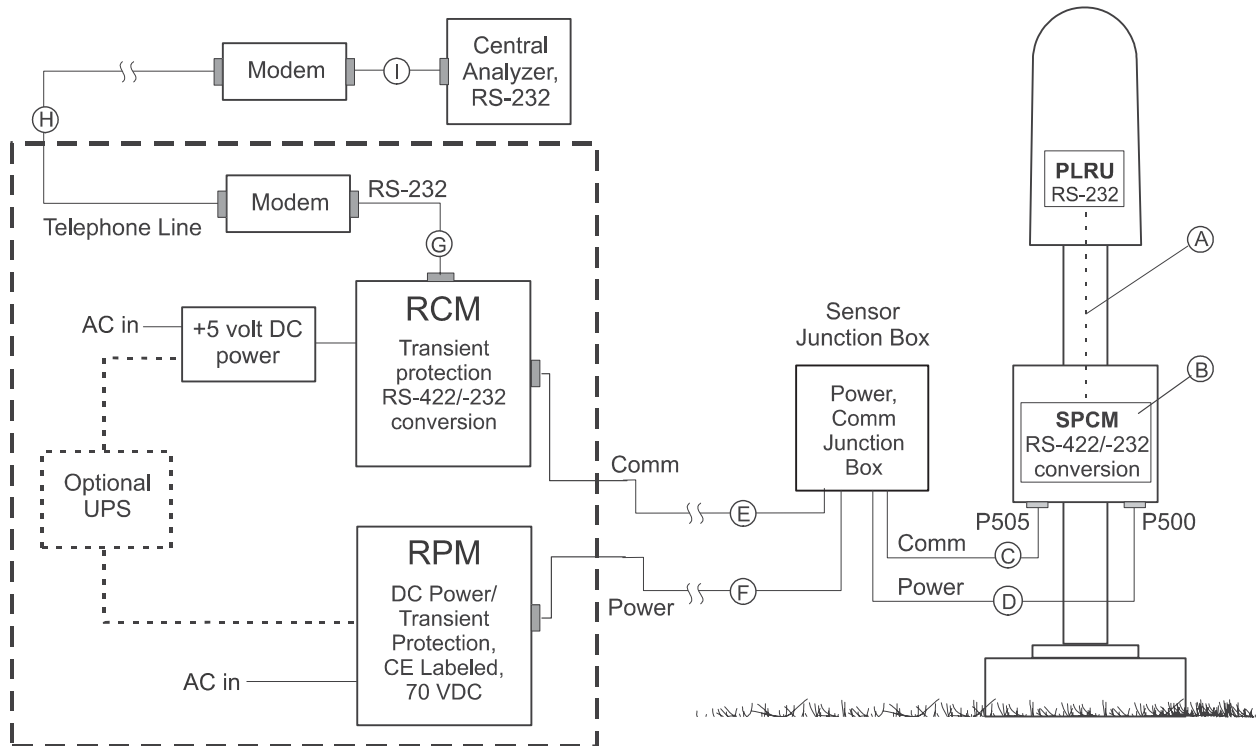 Modem
I
Central
Analyzer,
RS-232
H
Modem
RS-232
Telephone Line
G
AC in
+5 volt DC
power
RCM
Transient
protection
RS-422/-232
conversion
Optional
UPS
RPM
DC Power/
Transient
Protection,
CE Labeled,
70 VDC
AC in
Comm
E
Power
F
Sensor
Junction Box
Power,
Comm
Junction
Box
Comm
C
Power
D
PLRU
RS-232
A
B
SPCM
RS-422/-232
conversion
P505
P500